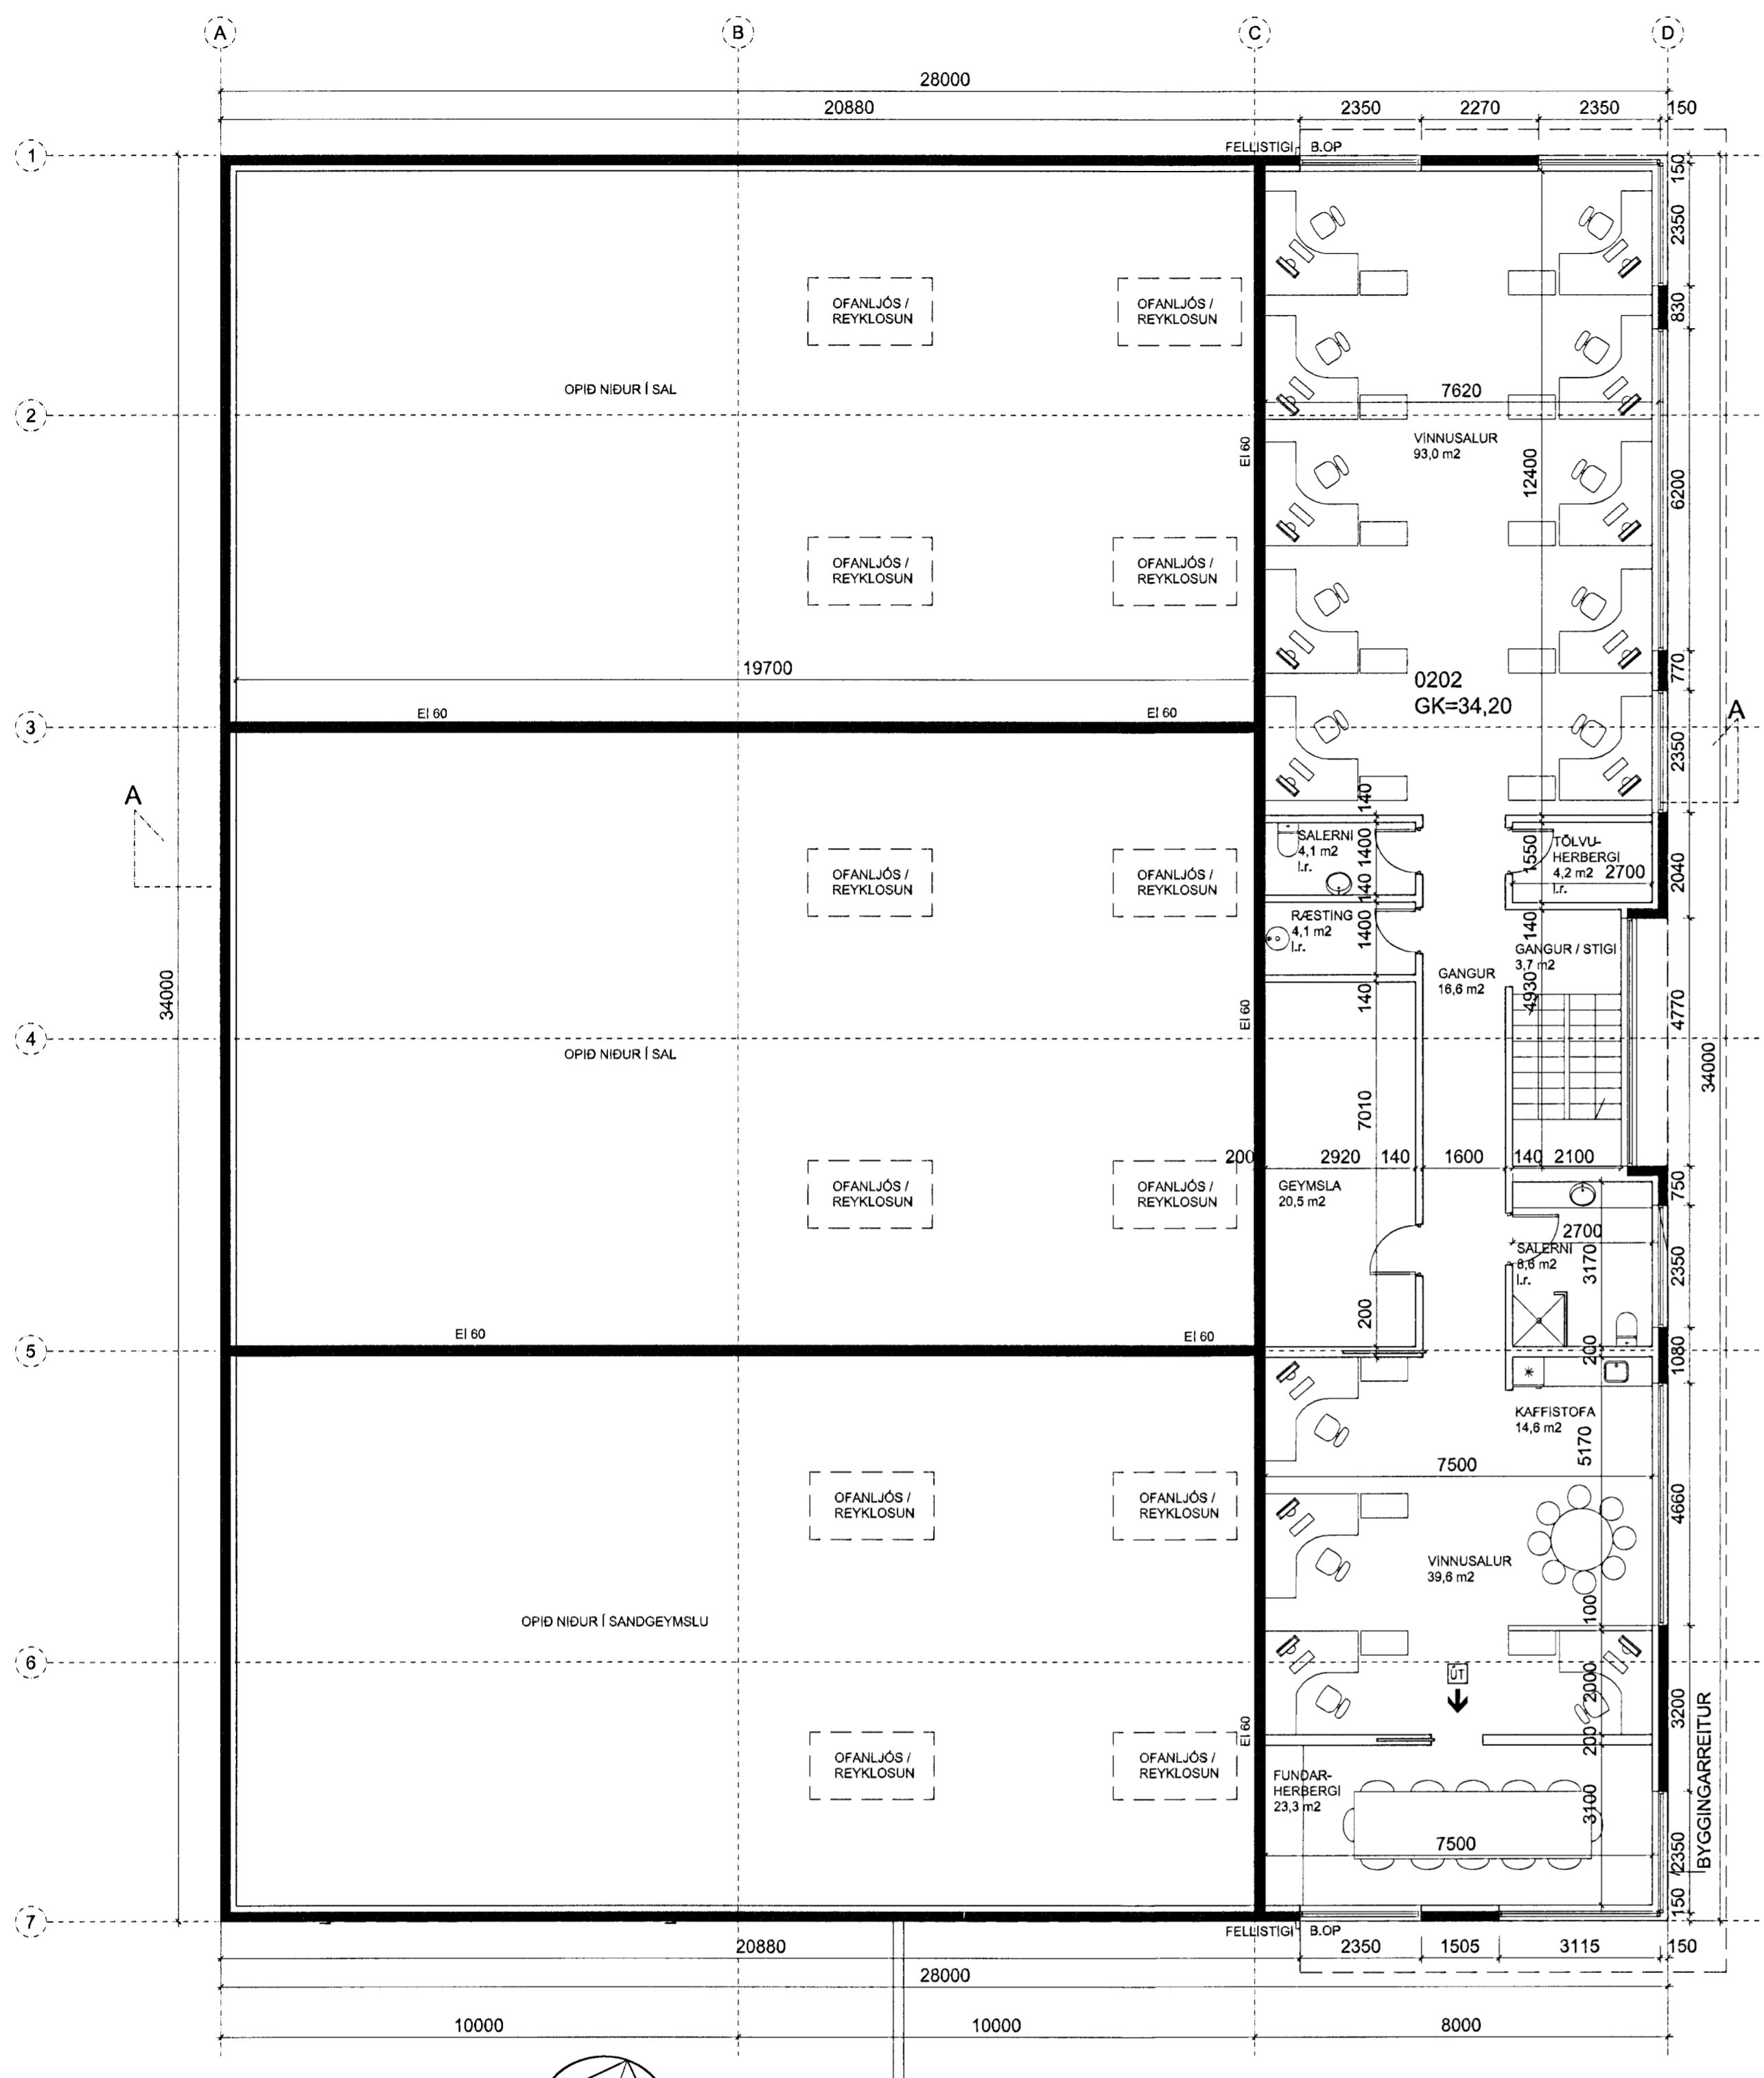 A
B
C
D
28000
20880
2350
2270
2350
150
1
FELLISTIGI
B.OP
150
2350
OFANLJÓS /
REYKLOSUN
OFANLJÓS /
REYKLOSUN
830
OPIÐ NIÐUR Í SAL
7620
2
VINNUSALUR
93,0 m2
EI 60
12400
6200
OFANLJÓS /
REYKLOSUN
OFANLJÓS /
REYKLOSUN
19700
770
0202
GK=34,20
EI 60
EI 60
3
A
2350
A
140
SALERNI
4,1 m2
l.r.
1400
1550
TÖLVU-
HERBERGI
4,2 m2
l.r.
2700
2040
OFANLJÓS /
REYKLOSUN
OFANLJÓS /
REYKLOSUN
140
RÆSTING
4,1 m2
l.r.
1400
140
GANGUR / STIGI
3,7 m2
GANGUR
16,6 m2
34000
140
4930
4770
EI 60
4
OPIÐ NIÐUR Í SAL
34000
7010
200
2920
140
1600
140
2100
OFANLJÓS /
REYKLOSUN
OFANLJÓS /
REYKLOSUN
GEYMSLA
20,5 m2
750
2700
SALERNI
8,6 m2
l.r.
3170
2350
200
EI 60
EI 60
5
200
1080
KAFFISTOFA
14,6 m2
5170
7500
OFANLJÓS /
REYKLOSUN
OFANLJÓS /
REYKLOSUN
4660
VINNUSALUR
39,6 m2
100
OPIÐ NIÐUR Í SANDGEYMSLU
6
ÚT
2000
3200
EI 60
200
OFANLJÓS /
REYKLOSUN
OFANLJÓS /
REYKLOSUN
FUNDAR-
HERBERGI
23,3 m2
3100
BYGGINGARREITUR
7500
2350
150
7
FELLISTIGI
B.OP
20880
2350
1505
3115
150
28000
10000
10000
8000